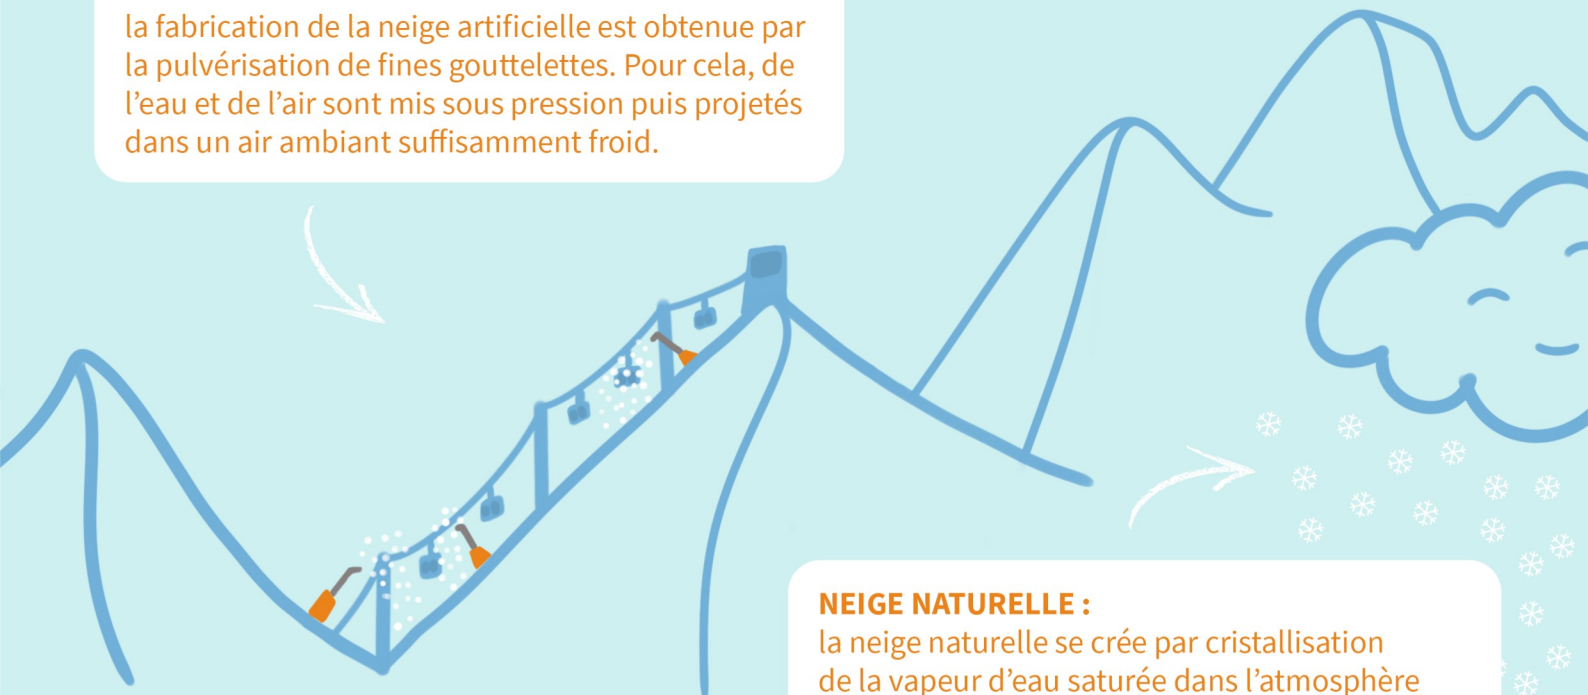 la fabrication de la neige artificielle est obtenue par
la pulvérisation de fines gouttelettes. Pour cela, de
l’eau et de l’air sont mis sous pression puis projetés
dans un air ambiant suffisamment froid.
NEIGE NATURELLE :
la neige naturelle se crée par cristallisation
de la vapeur d’eau saturée dans l’atmosphère